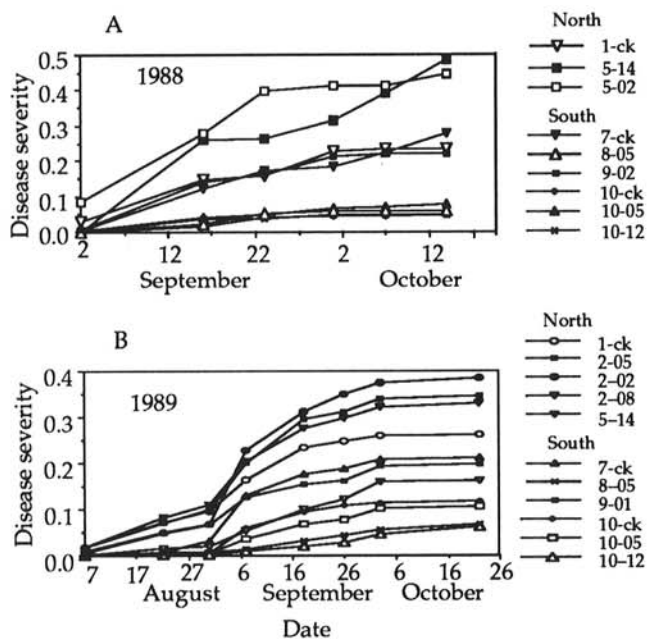 A
1988
Disease severity
0.5
0.4
0.3
0.2
0.1
0.0
2 12 22 2 12
September October
North
1-ck
5-14
5-02
South
7-ck
8-05
9-02
10-ck
10-05
10-12
B
1989
Disease severity
0.4
0.3
0.2
0.1
0.0
7 17 27 6 16 26 6 16 26
August September October
Date
North
1-ck
2-05
2-02
2-08
5-14
South
7-ck
8-05
9-01
10-ck
10-05
10-12